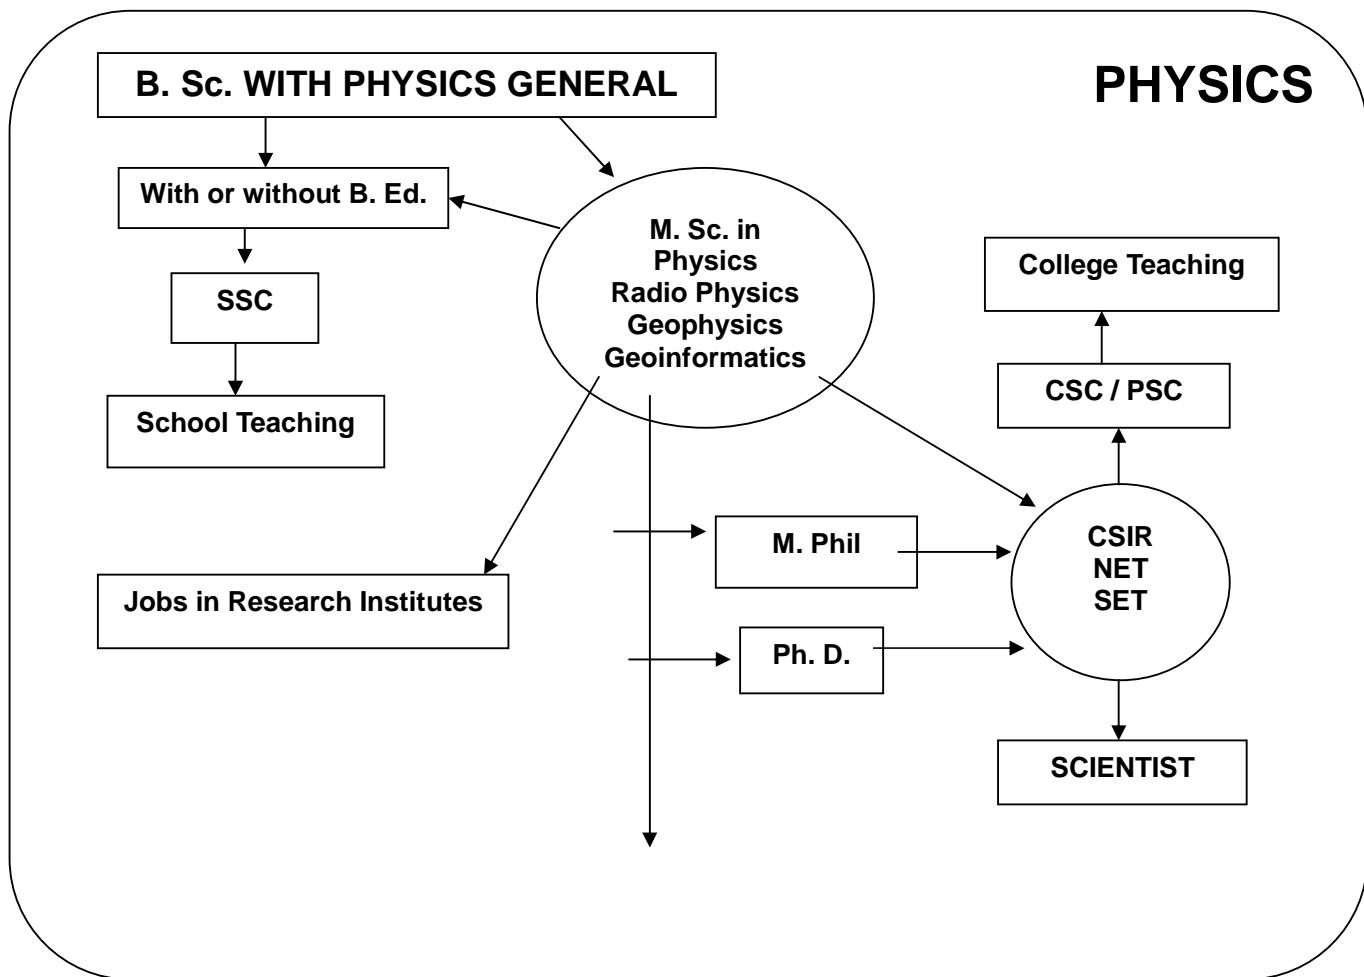 B. Sc. WITH PHYSICS GENERAL
PHYSICS
With or without B. Ed.
M. Sc. in
Physics
Radio Physics
Geophysics
Geoinformatics
College Teaching
SSC
CSC / PSC
School Teaching
M. Phil
CSIR
NET
SET
Jobs in Research Institutes
Ph. D.
SCIENTIST